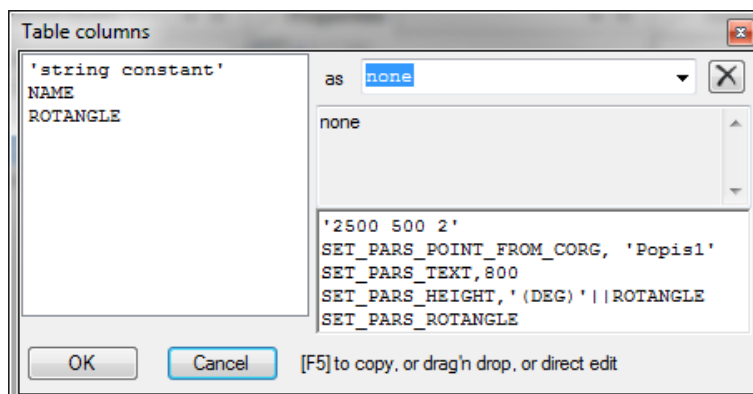 Table columns
'string constant'
NAME
ROTANGLE
as
none
none
'2500 500 2'
SET_PARS_POINT_FROM_CORG, 'Popis1'
SET_PARS_TEXT,800
SET_PARS_HEIGHT,'(DEG)'||ROTANGLE
SET_PARS_ROTANGLE
OK
Cancel
[F5] to copy, or drag'n drop, or direct edit